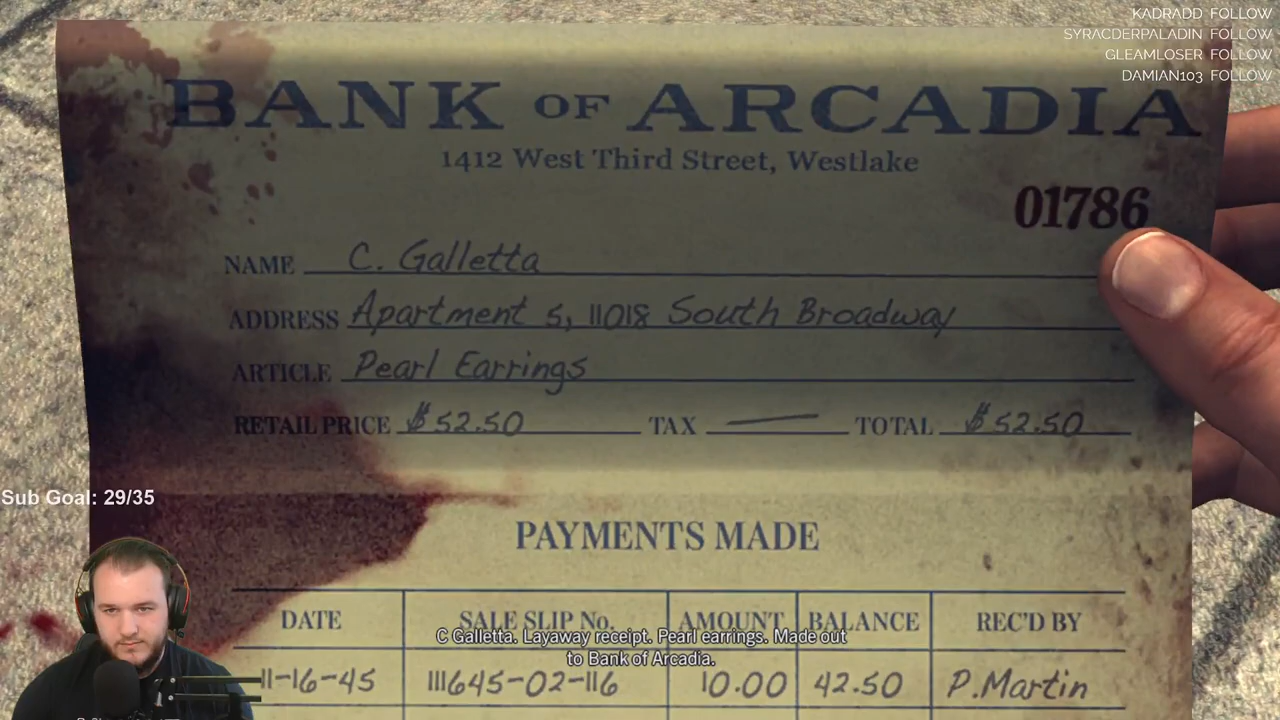 KADRADD FOLLOW
SYRACDERPALADIN FOLLOW
GLEAMLOSER FOLLOW
DAMIAN103 FOLLOW
BANK OF ARCADIA
1412 West Third Street, Westlake
01786
NAME C. Galletta
ADDRESS Apartment 5, 11018 South Broadway
ARTICLE Pearl Earrings
RETAIL PRICE $52.50 TAX — TOTAL $52.50
Sub Goal: 29/35
PAYMENTS MADE
DATE SALE SLIP No. AMOUNT BALANCE REC'D BY
C Galletta. Layaway receipt. Pearl earrings. Made out
to Bank of Arcadia.
11-16-45 111645-02-116 10.00 42.50 P.Martin